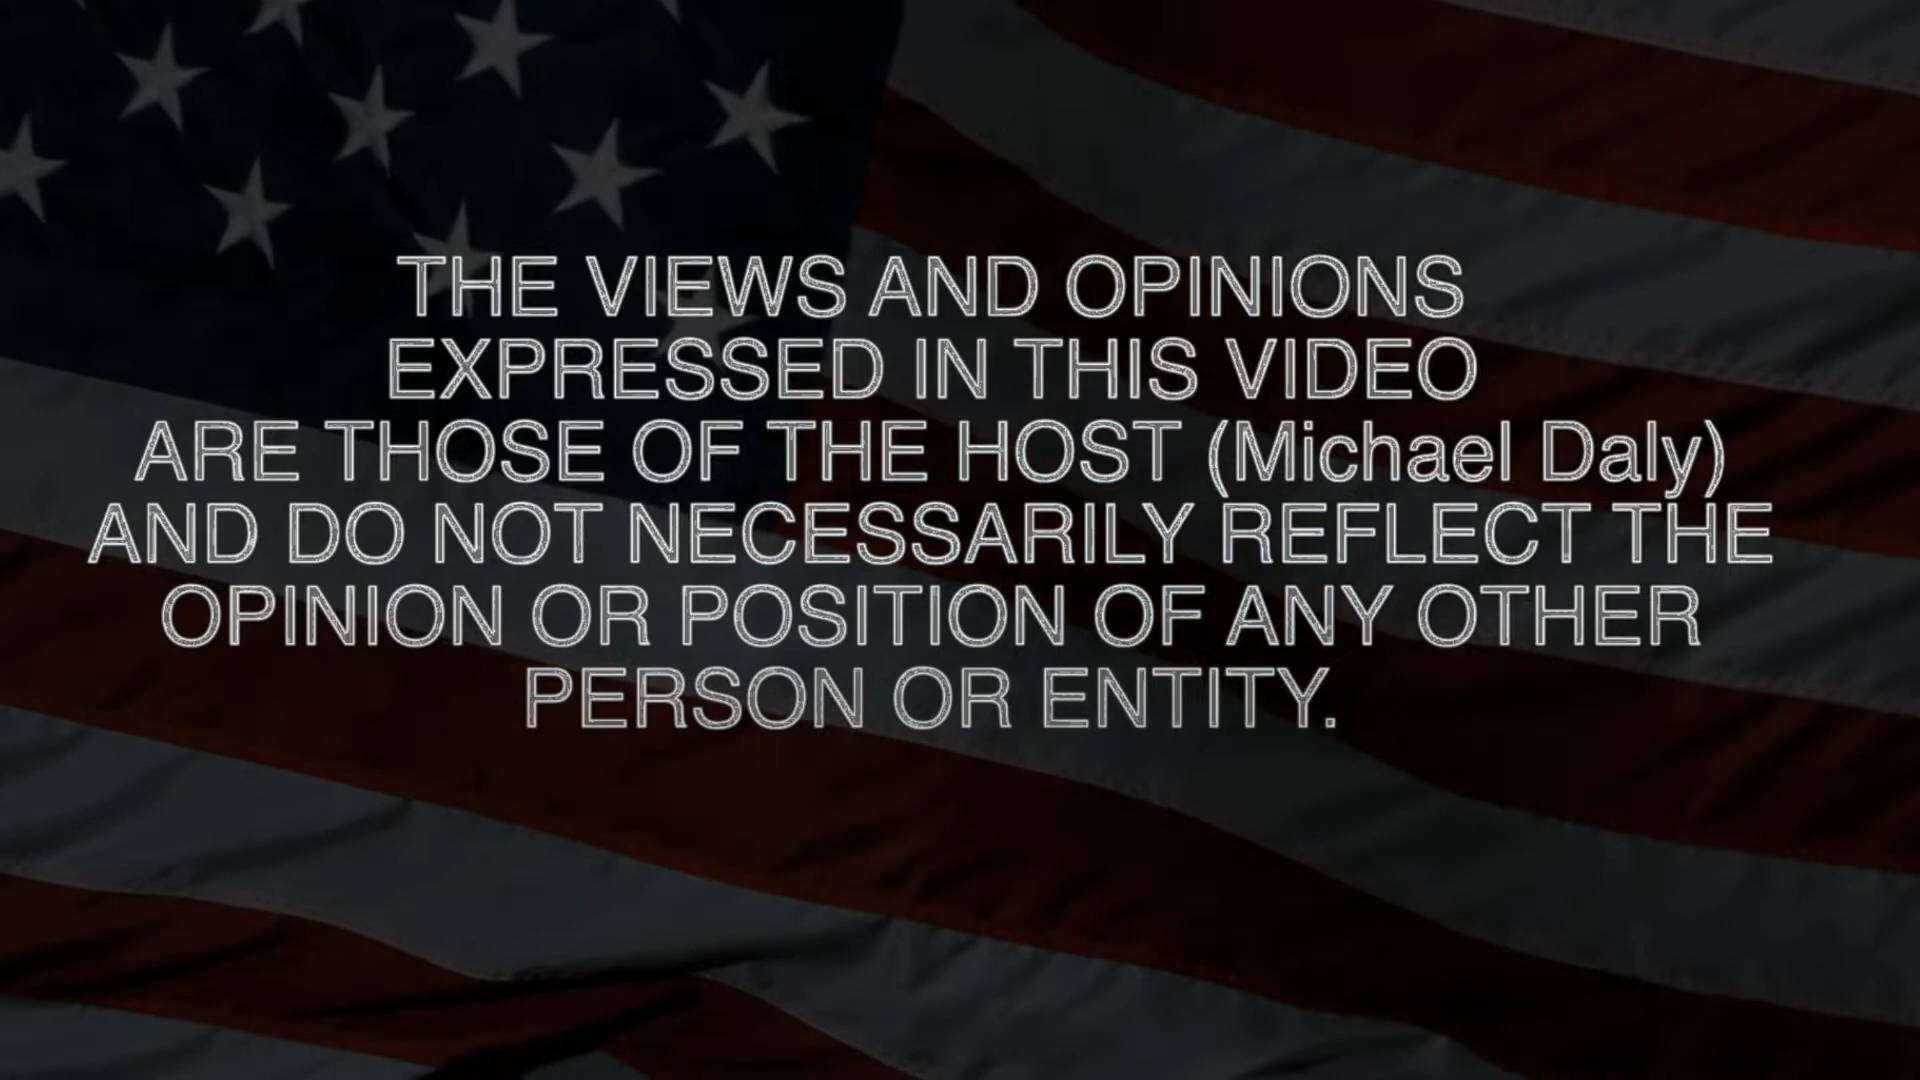 THE VIEWS AND OPINIONS
EXPRESSED IN THIS VIDEO
ARE THOSE OF THE HOST (Michael Daly)
AND DO NOT NECESSARILY REFLECT THE
OPINION OR POSITION OF ANY OTHER
PERSON OR ENTITY.